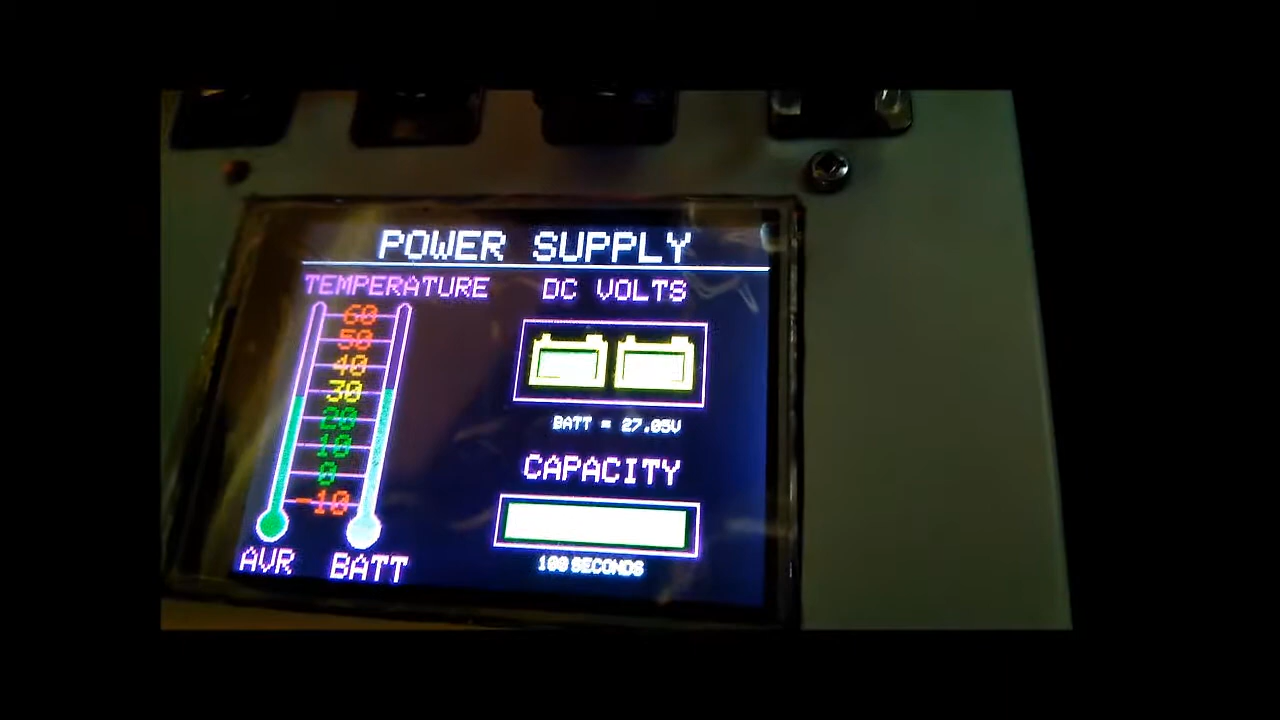 POWER SUPPLY
TEMPERATURE
60
50
40
30
20
10
0
-10
AVR BATT
DC VOLTS
BATT = 27.05V
CAPACITY
100 SECONDS